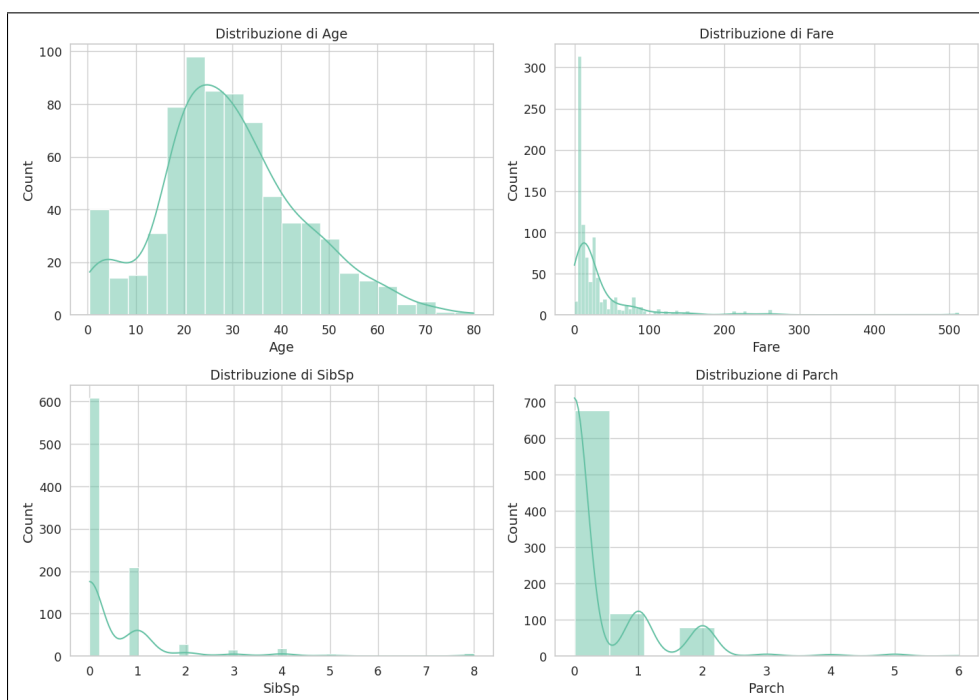 Distribuzione di Age
Count
100
80
60
40
20
0
0 10 20 30 40 50 60 70 80
Age
Distribuzione di Fare
Count
300
250
200
150
100
50
0
0 100 200 300 400 500
Fare
Distribuzione di SibSp
Count
600
500
400
300
200
100
0
0 1 2 3 4 5 6 7 8
SibSp
Distribuzione di Parch
Count
700
600
500
400
300
200
100
0
0 1 2 3 4 5 6
Parch